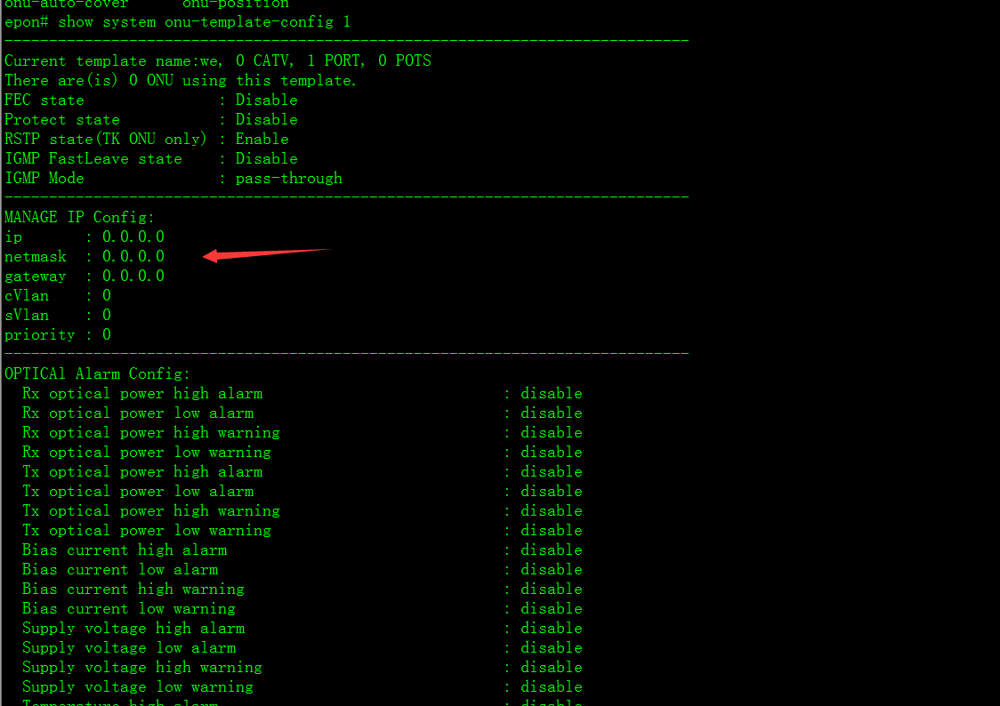 onu-auto-cover onu-position
epon# show system onu-template-config 1
-----------------------------------------------------------------------------
Current template name:we, 0 CATV, 1 PORT, 0 POTS
There are(is) 0 ONU using this template.
FEC state : Disable
Protect state : Disable
RSTP state(TK ONU only) : Enable
IGMP FastLeave state : Disable
IGMP Mode : pass-through
-----------------------------------------------------------------------------
MANAGE IP Config:
ip : 0.0.0.0
netmask : 0.0.0.0
gateway : 0.0.0.0
cVlan : 0
sVlan : 0
priority : 0
-----------------------------------------------------------------------------
OPTICAl Alarm Config:
Rx optical power high alarm : disable
Rx optical power low alarm : disable
Rx optical power high warning : disable
Rx optical power low warning : disable
Tx optical power high alarm : disable
Tx optical power low alarm : disable
Tx optical power high warning : disable
Tx optical power low warning : disable
Bias current high alarm : disable
Bias current low alarm : disable
Bias current high warning : disable
Bias current low warning : disable
Supply voltage high alarm : disable
Supply voltage low alarm : disable
Supply voltage high warning : disable
Supply voltage low warning : disable
Temperature high alarm : disable